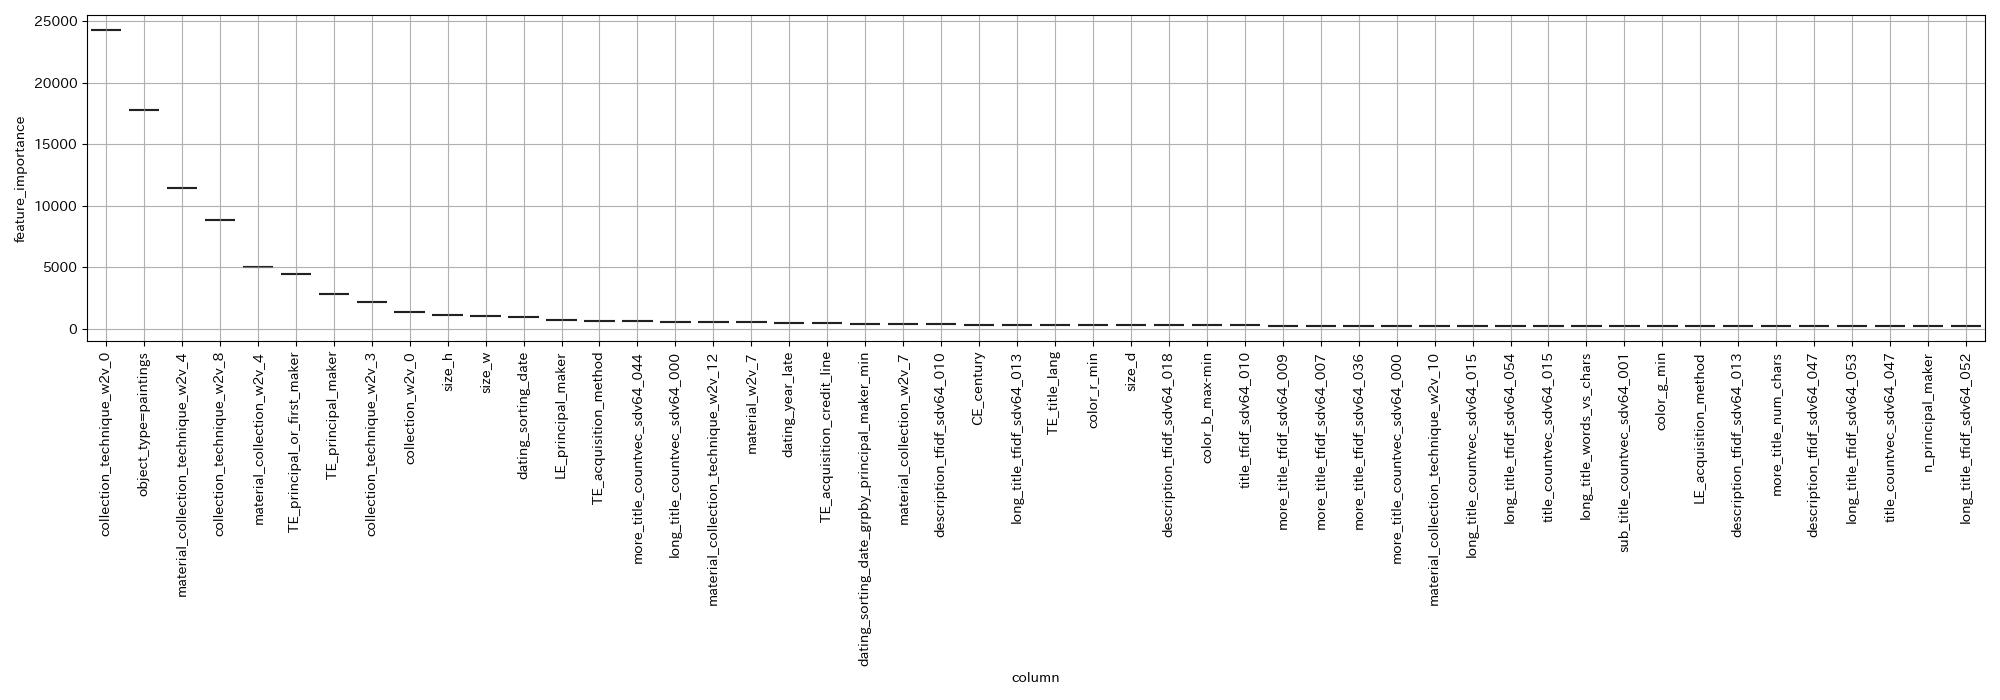 25000
20000
15000
10000
5000
0
feature_importance
collection_technique_w2v_0
object_type=paintings
material_collection_technique_w2v_4
collection_technique_w2v_8
material_collection_w2v_4
TE_principal_or_first_maker
TE_principal_maker
collection_technique_w2v_3
collection_w2v_0
size_h
size_w
dating_sorting_date
LE_principal_maker
TE_acquisition_method
more_title_countvec_sdv64_044
long_title_countvec_sdv64_000
material_collection_technique_w2v_12
material_w2v_7
dating_year_late
TE_acquisition_credit_line
dating_sorting_date_grpby_principal_maker_min
material_collection_w2v_7
description_tfidf_sdv64_010
CE_century
long_title_tfidf_sdv64_013
TE_title_lang
color_r_min
size_d
description_tfidf_sdv64_018
color_b_max-min
title_tfidf_sdv64_010
more_title_tfidf_sdv64_009
more_title_tfidf_sdv64_007
more_title_tfidf_sdv64_036
more_title_countvec_sdv64_000
material_collection_technique_w2v_10
long_title_countvec_sdv64_015
long_title_tfidf_sdv64_054
title_countvec_sdv64_015
long_title_words_vs_chars
sub_title_countvec_sdv64_001
color_g_min
LE_acquisition_method
description_tfidf_sdv64_013
more_title_num_chars
description_tfidf_sdv64_047
long_title_tfidf_sdv64_053
title_countvec_sdv64_047
n_principal_maker
long_title_tfidf_sdv64_052
column